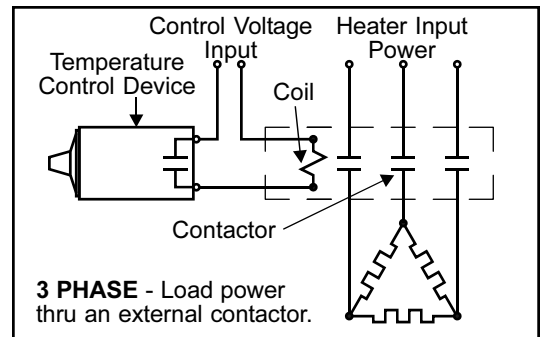 Control Voltage
Input
Heater Input
Power
Temperature
Control Device
Coil
Contactor
3 PHASE - Load power
thru an external contactor.